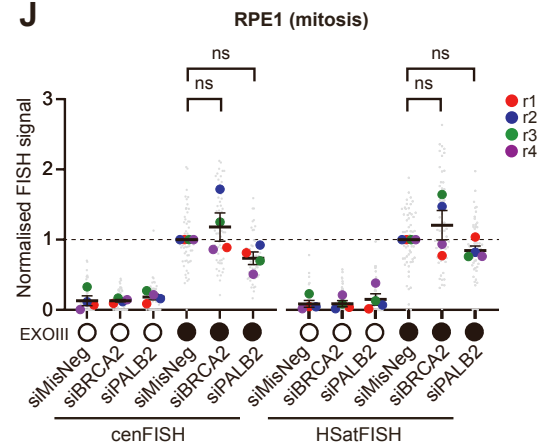 J
RPE1 (mitosis)
ns
ns
ns
ns
r1
r2
r3
r4
Normalised FISH signal
3
2
1
0
EXOIII
siMisNeg
siBRCA2
siPALB2
siMisNeg
siBRCA2
siPALB2
siMisNeg
siBRCA2
siPALB2
siMisNeg
siBRCA2
siPALB2
cenFISH
HSatFISH